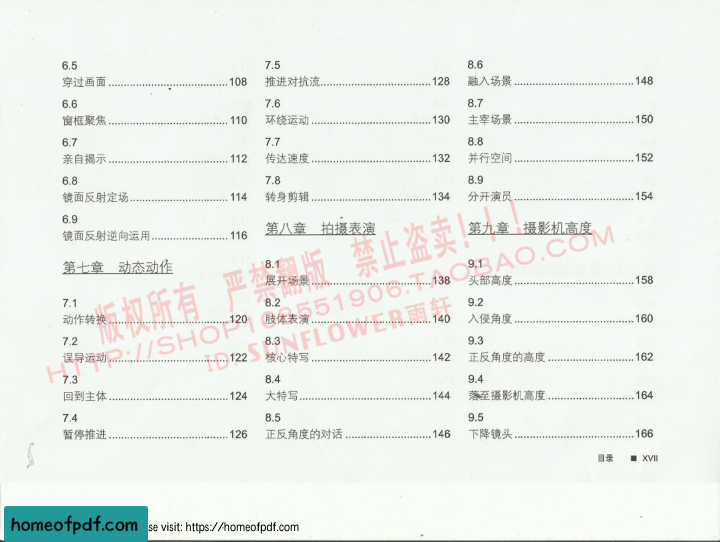 6.5
穿过画面 108
6.6
窗框聚焦 110
6.7
亲自揭示 112
6.8
镜面反射定场 114
6.9
镜面反射逆向运用 116
第七章 动态动作
7.1
动作转换 120
7.2
误导运动 122
7.3
回到主体 124
7.4
暂停推进 126
7.5
推进对抗流 128
7.6
环绕运动 130
7.7
传达速度 132
7.8
转身剪辑 134
第八章 拍摄表演
8.1
展开场景 138
8.2
肢体表演 140
8.3
核心特写 142
8.4
大特写 144
8.5
正反角度的对话 146
8.6
融入场景 148
8.7
主宰场景 150
8.8
并行空间 152
8.9
分开演员 154
第九章 摄影机高度
9.1
头部高度 158
9.2
入侵角度 160
9.3
正反角度的高度 162
9.4
落至摄影机高度 164
9.5
下降镜头 166
目录 ■ XVII
版权所有 严禁翻版 禁止盗卖!!!
HTTP://SHOP108551906.TAOBAO.COM
ID: SUNFLOWER雨轩
homeofpdf.com
se visit: https://homeofpdf.com